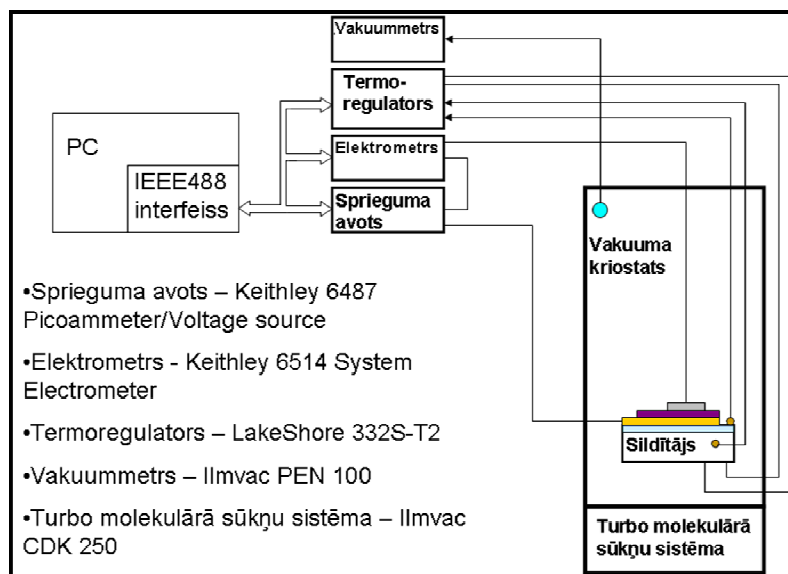 Vakuummetrs
Termo-
regulators
PC
Elektrometrs
IEEE488
interfeiss
Sprieguma
avots
Vakuuma
kriostats
•Sprieguma avots – Keithley 6487
Picoammeter/Voltage source
•Elektrometrs - Keithley 6514 System
Electrometer
•Termoregulators – LakeShore 332S-T2
•Vakuummetrs – Ilmvac PEN 100
•Turbo molekulārā sūkņu sistēma – Ilmvac
CDK 250
Sildītājs
Turbo molekulārā
sūkņu sistēma